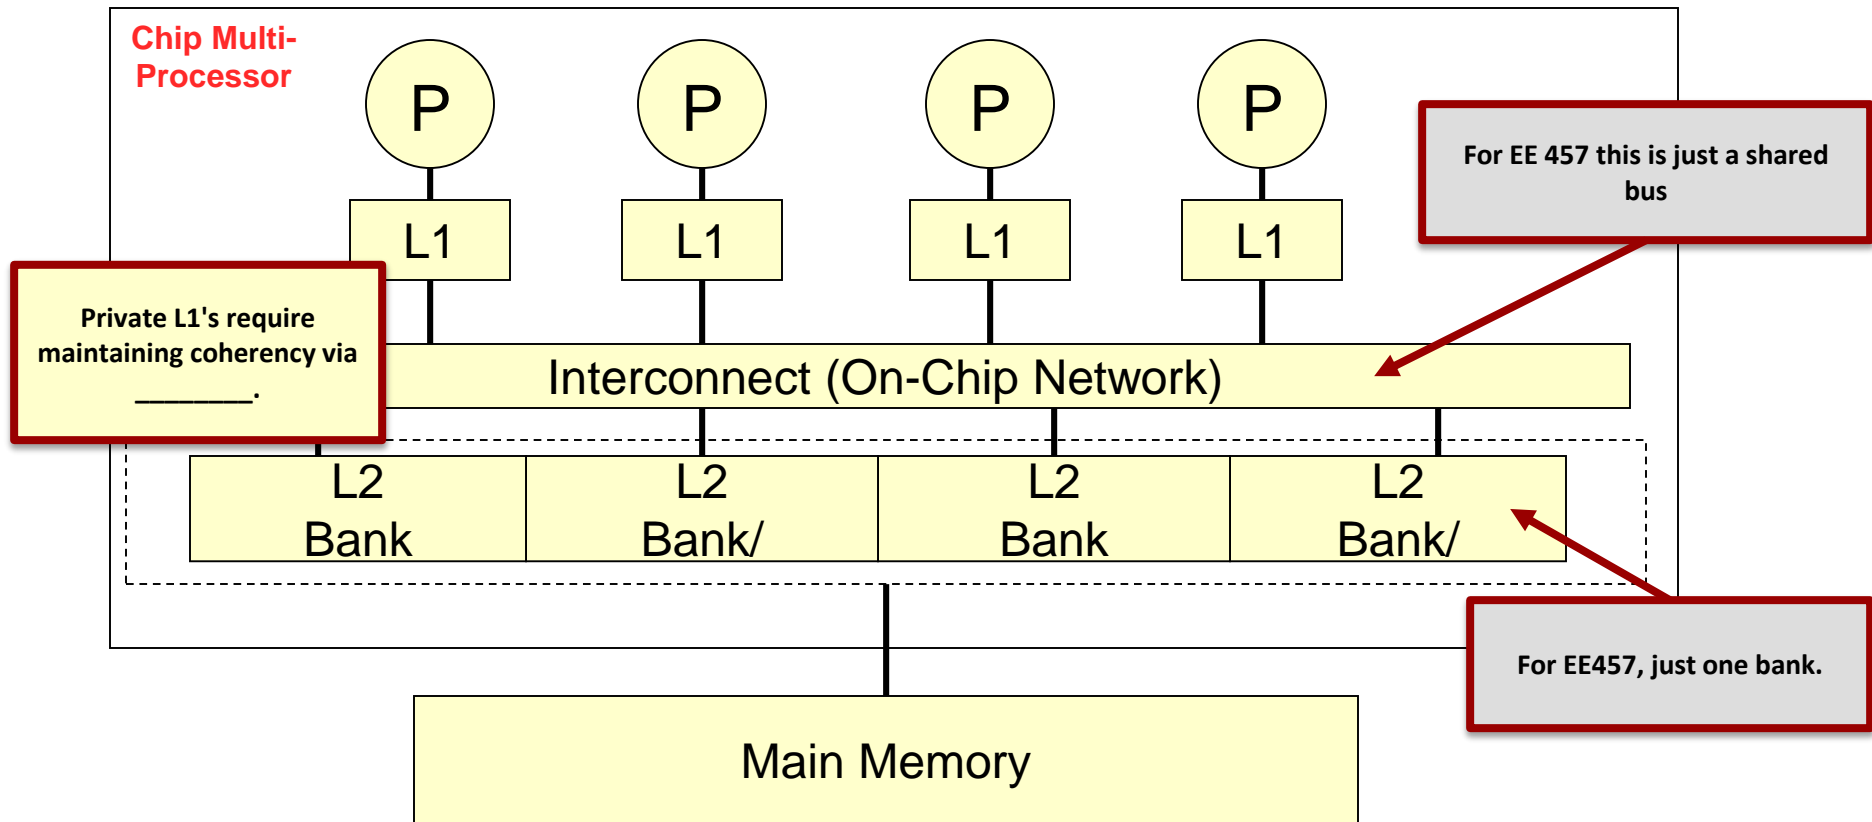 Chip Multi-
Processor
P
P
P
P
For EE 457 this is just a shared
bus
L1
L1
L1
L1
Private L1's require
maintaining coherency via
________.
Interconnect (On-Chip Network)
L2
Bank
L2
Bank/
L2
Bank
L2
Bank/
For EE457, just one bank.
Main Memory